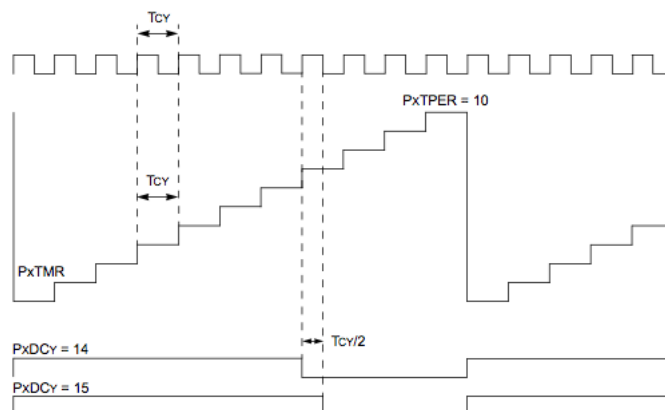 TCY
PxTPER = 10
TCY
PxTMR
TCY/2
PxDCY = 14
PxDCY = 15